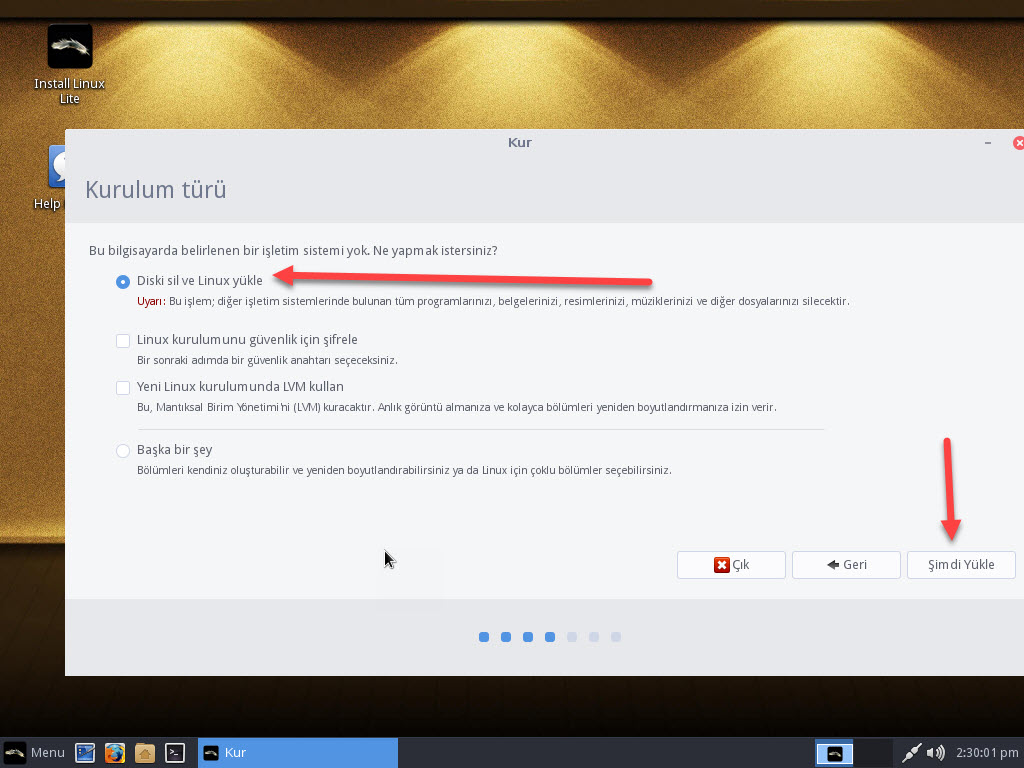 Install Linux
Lite
Help
Kur
Kurulum türü
Bu bilgisayarda belirlenen bir işletim sistemi yok. Ne yapmak istersiniz?
Diski sil ve Linux yükle
Uyarı: Bu işlem; diğer işletim sistemlerinde bulunan tüm programlarınızı, belgelerinizi, resimlerinizi, müziklerinizi ve diğer dosyalarınızı silecektir.
Linux kurulumunu güvenlik için şifrele
Bir sonraki adımda bir güvenlik anahtarı seçeceksiniz.
Yeni Linux kurulumunda LVM kullan
Bu, Mantıksal Birim Yönetimi'ni (LVM) kuracaktır. Anlık görüntü almanıza ve kolayca bölümleri yeniden boyutlandırmanıza izin verir.
Başka bir şey
Bölümleri kendiniz oluşturabilir ve yeniden boyutlandırabilirsiniz ya da Linux için çoklu bölümler seçebilirsiniz.
Çık
Geri
Şimdi Yükle
Menu
Kur
2:30:01 pm